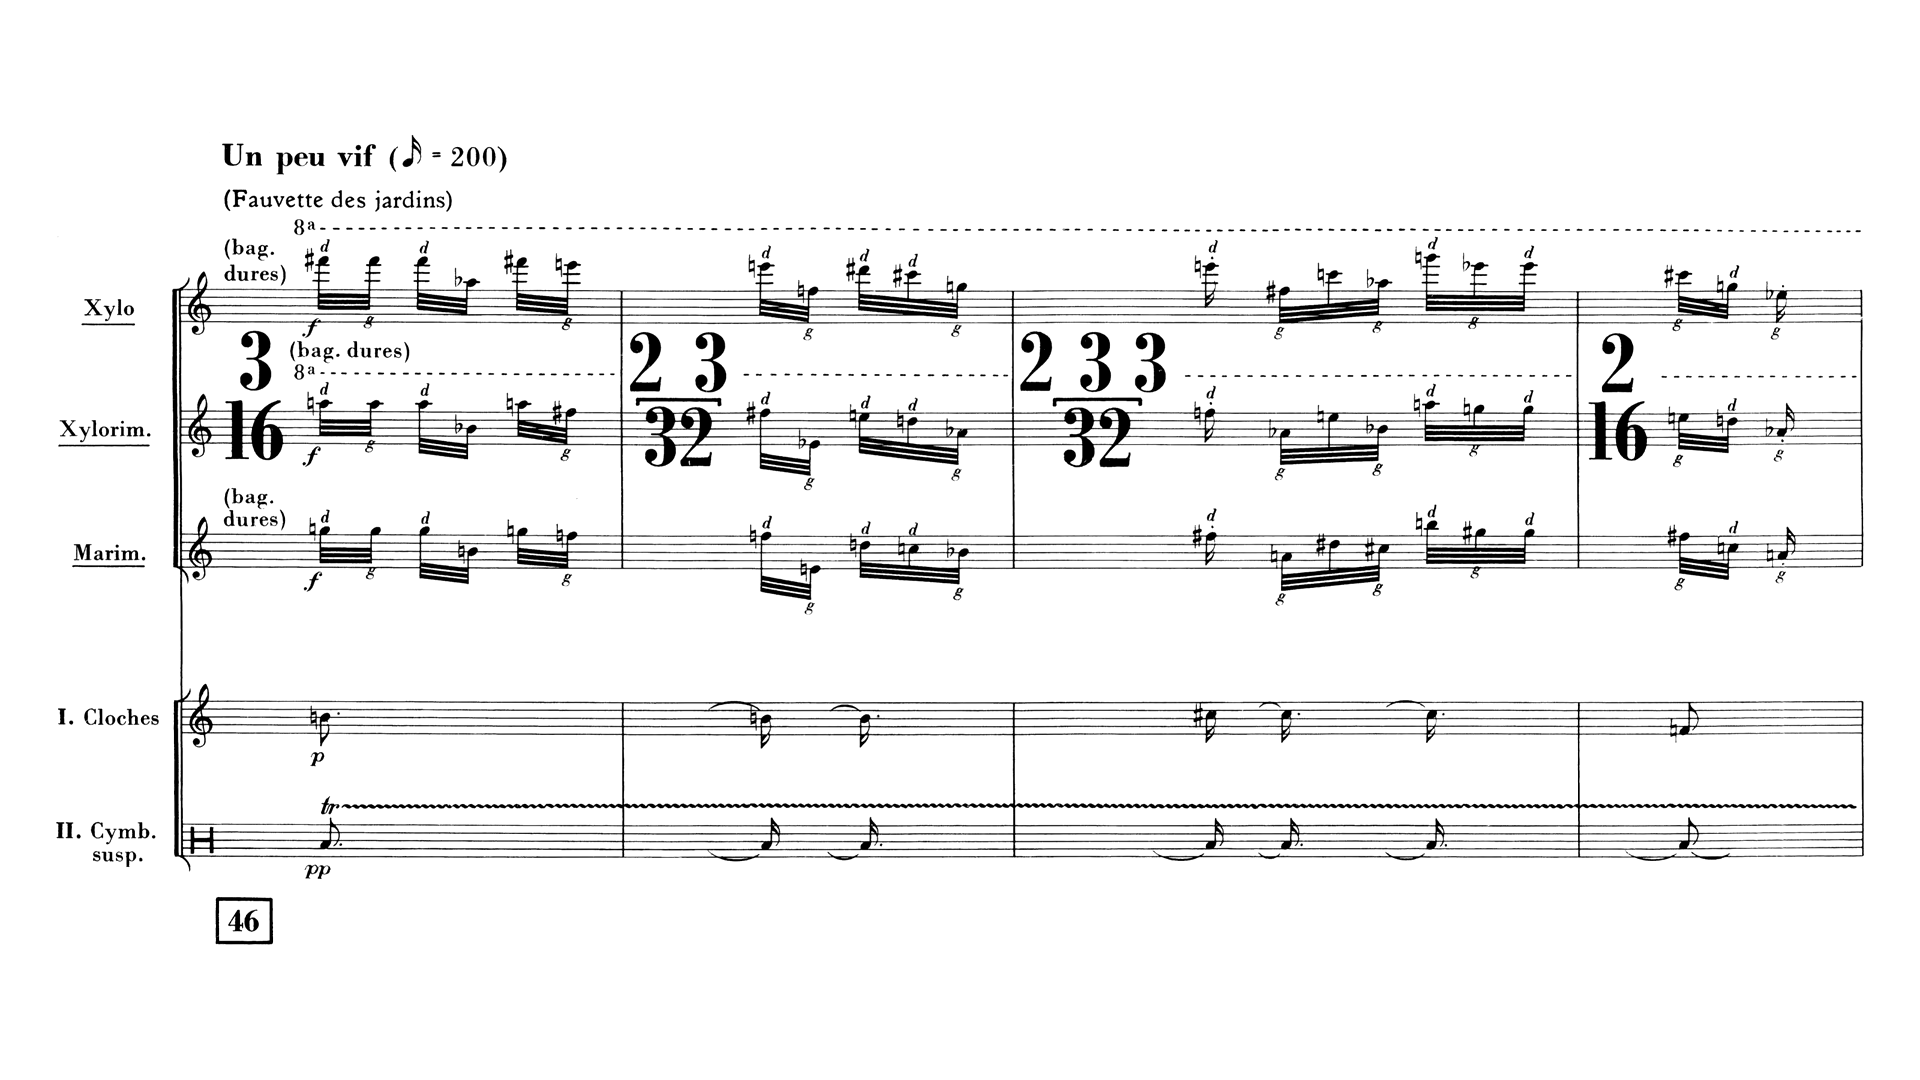 Un peu vif (♪ = 200)
(Fauvette des jardins)
8a
(bag.
dures)
d d d d d d d d d
Xylo
f g g g g g g g g
3 2 3 2 3 3 2
(bag. dures)
8a
d d d d d d d d d
Xylorim.
16 32 32 16
f g g g g g g g g g
(bag.
dures)
d d d d d d d d d
Marim.
f g g g g g g g g g
I. Cloches
p
tr
II. Cymb.
susp.
pp
46